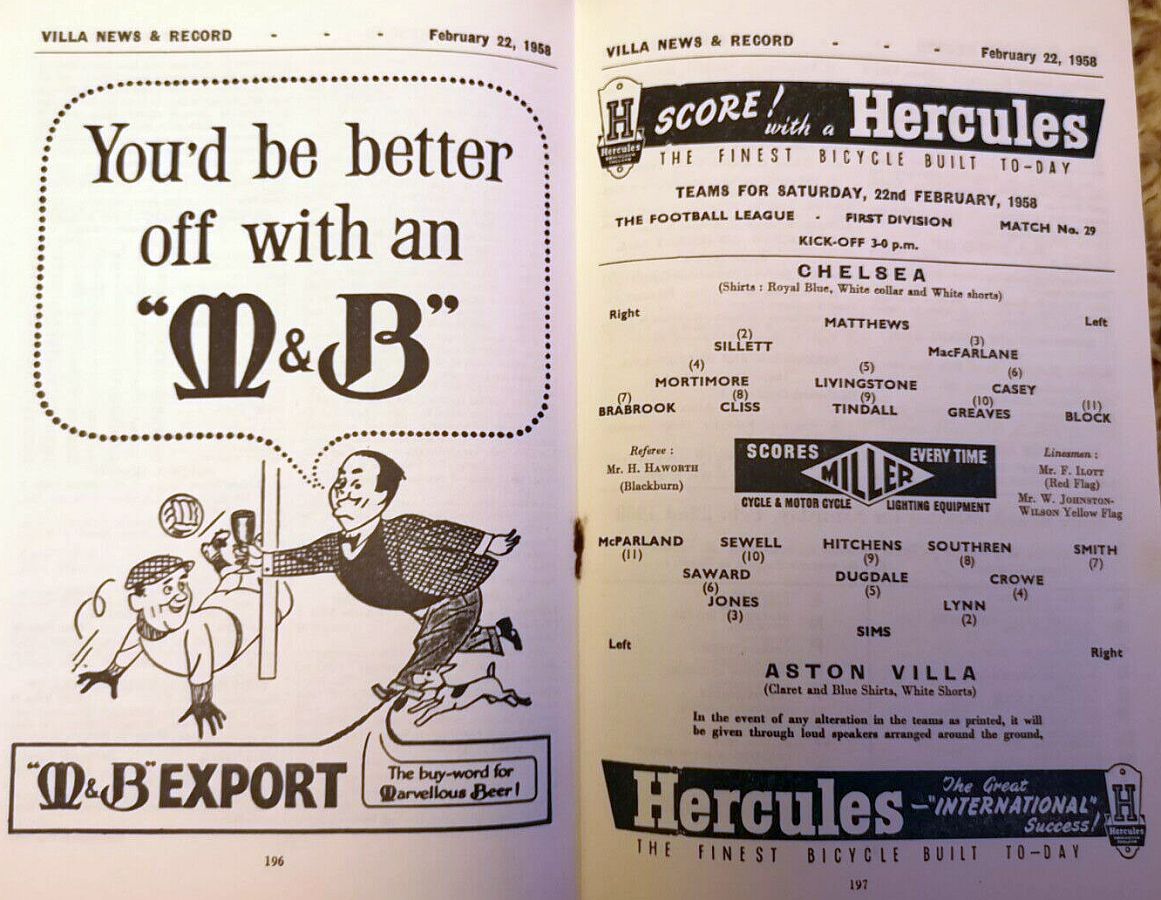 VILLA NEWS & RECORD - - - February 22, 1958
You'd be better
off with an
"M&B"
"M&B" EXPORT
The buy-word for
Marvellous Beer!
196
VILLA NEWS & RECORD - - - February 22, 1958
H
Hercules
SCORE! with a Hercules
THE FINEST BICYCLE BUILT TO-DAY
TEAMS FOR SATURDAY, 22nd FEBRUARY, 1958
THE FOOTBALL LEAGUE - FIRST DIVISION MATCH No. 29
KICK-OFF 3-0 p.m.
CHELSEA
(Shirts : Royal Blue, White collar and White shorts)
Right MATTHEWS Left
(2) (3)
SILLETT MacFARLANE
(4) (5) (6)
MORTIMORE LIVINGSTONE CASEY
(7) (8) (9) (10) (11)
BRABROOK CLISS TINDALL GREAVES BLOCK
Referee :
Mr. H. HAWORTH
(Blackburn)
SCORES MILLER EVERY TIME
CYCLE & MOTOR CYCLE LIGHTING EQUIPMENT
Linesmen :
Mr. F. ILOTT
(Red Flag)
Mr. W. JOHNSTON-
WILSON Yellow Flag
McPARLAND SEWELL HITCHENS SOUTHREN SMITH
(11) (10) (9) (8) (7)
SAWARD DUGDALE CROWE
(6) (5) (4)
JONES LYNN
(3) (2)
SIMS
Left Right
ASTON VILLA
(Claret and Blue Shirts, White Shorts)
In the event of any alteration in the teams as printed, it will
be given through loud speakers arranged around the ground,
Hercules - The Great "INTERNATIONAL" Success!
H
Hercules
THE FINEST BICYCLE BUILT TO-DAY
197